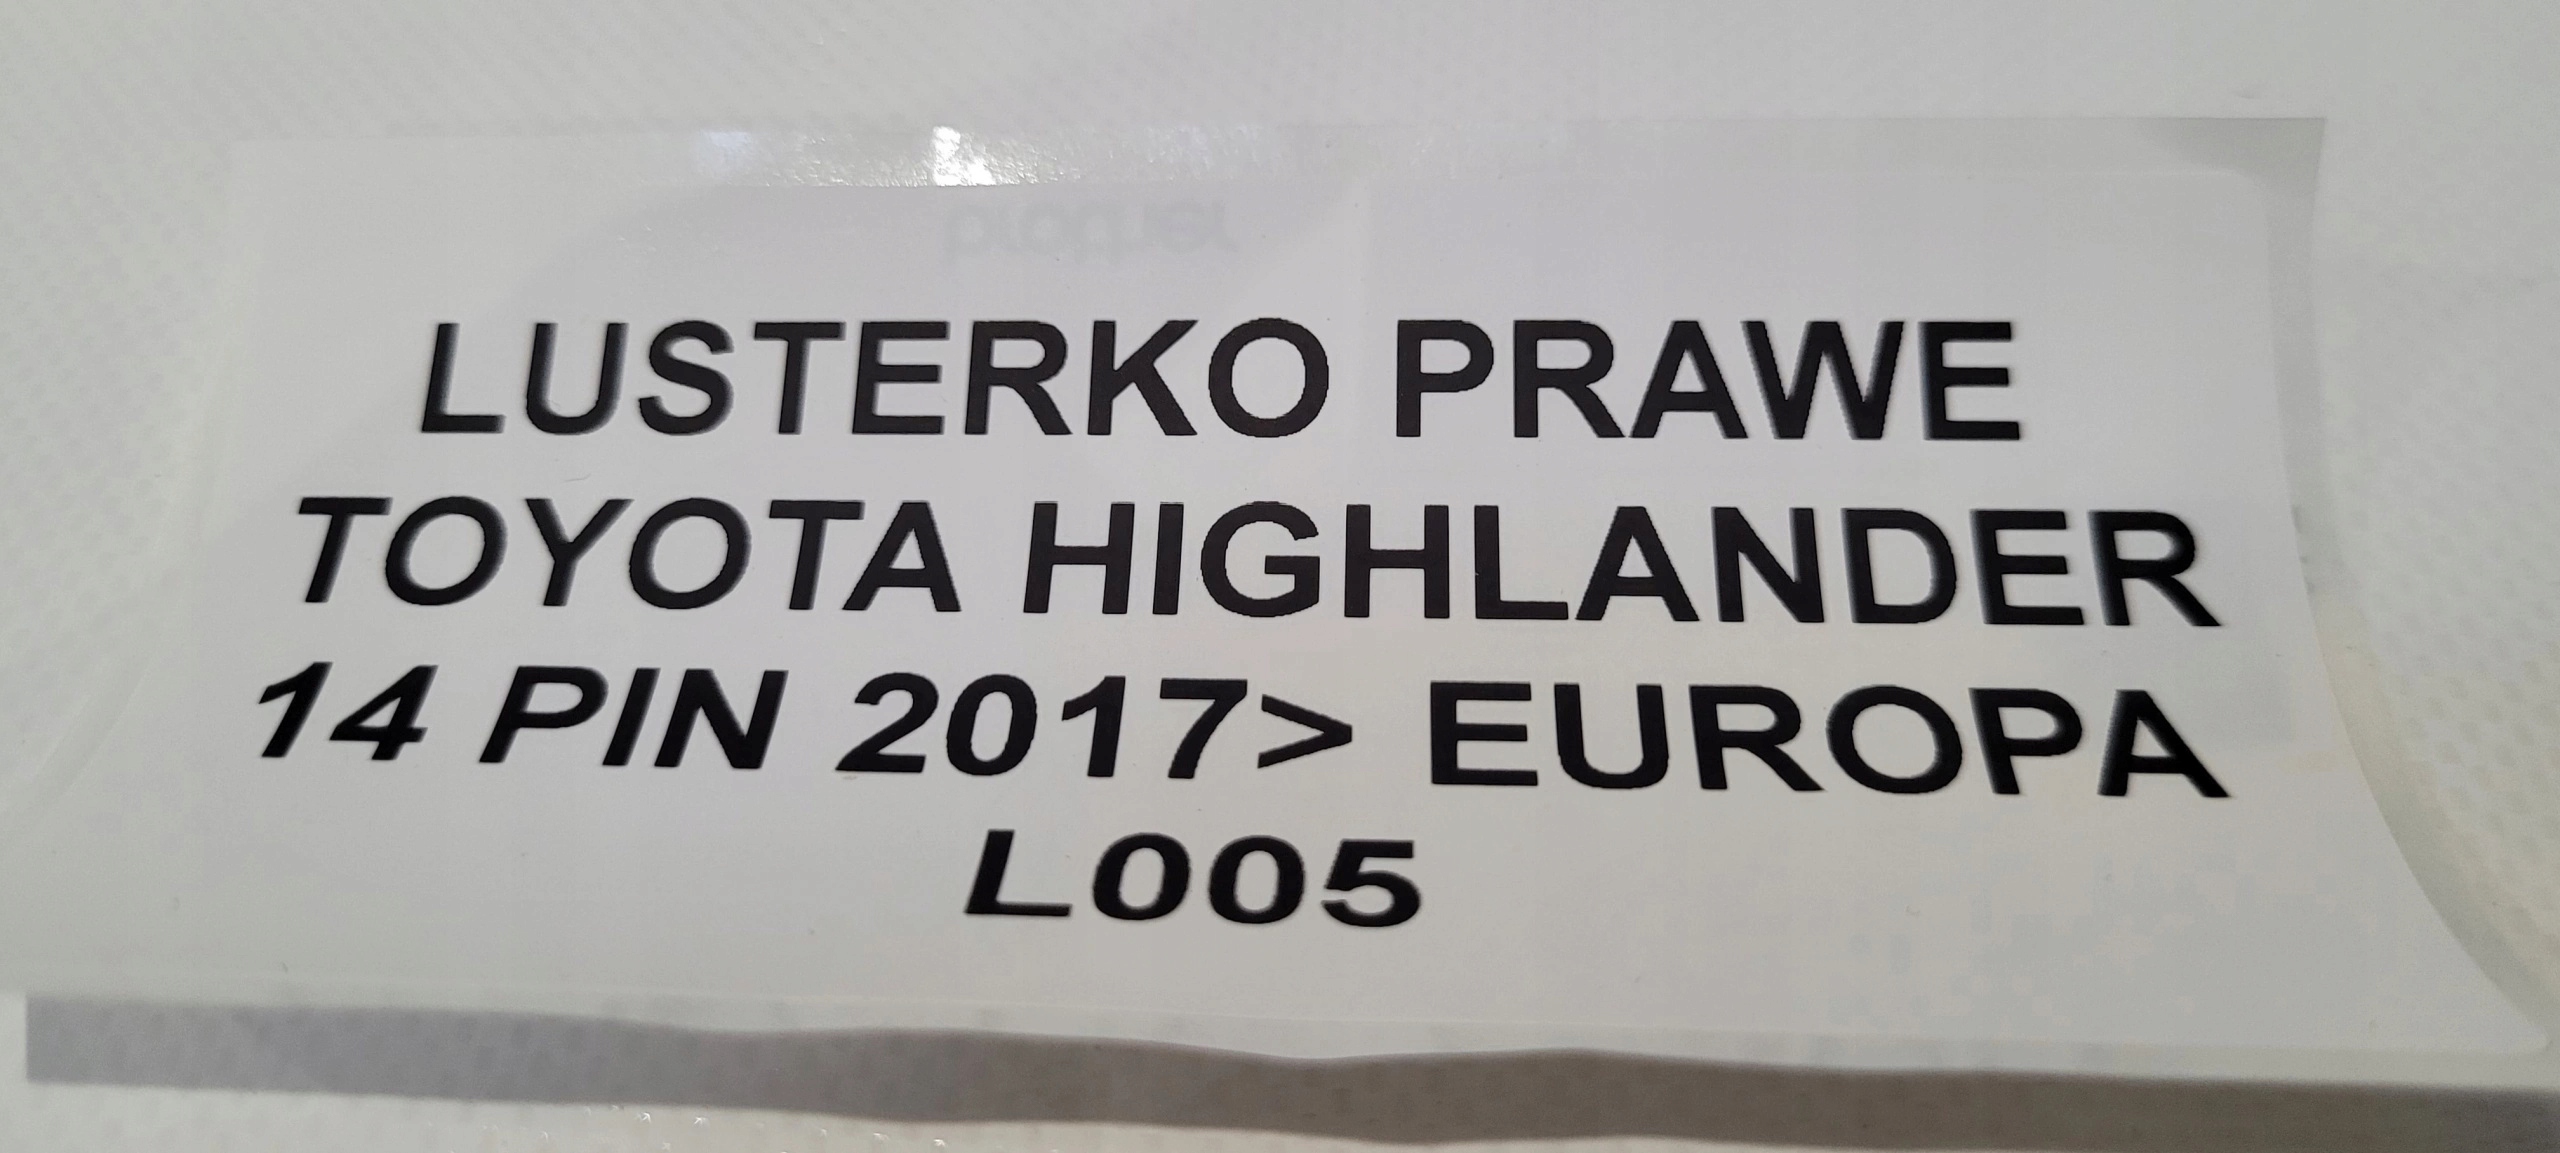 LUSTERKO PRAWE
TOYOTA HIGHLANDER
14 PIN 2017> EUROPA
L005